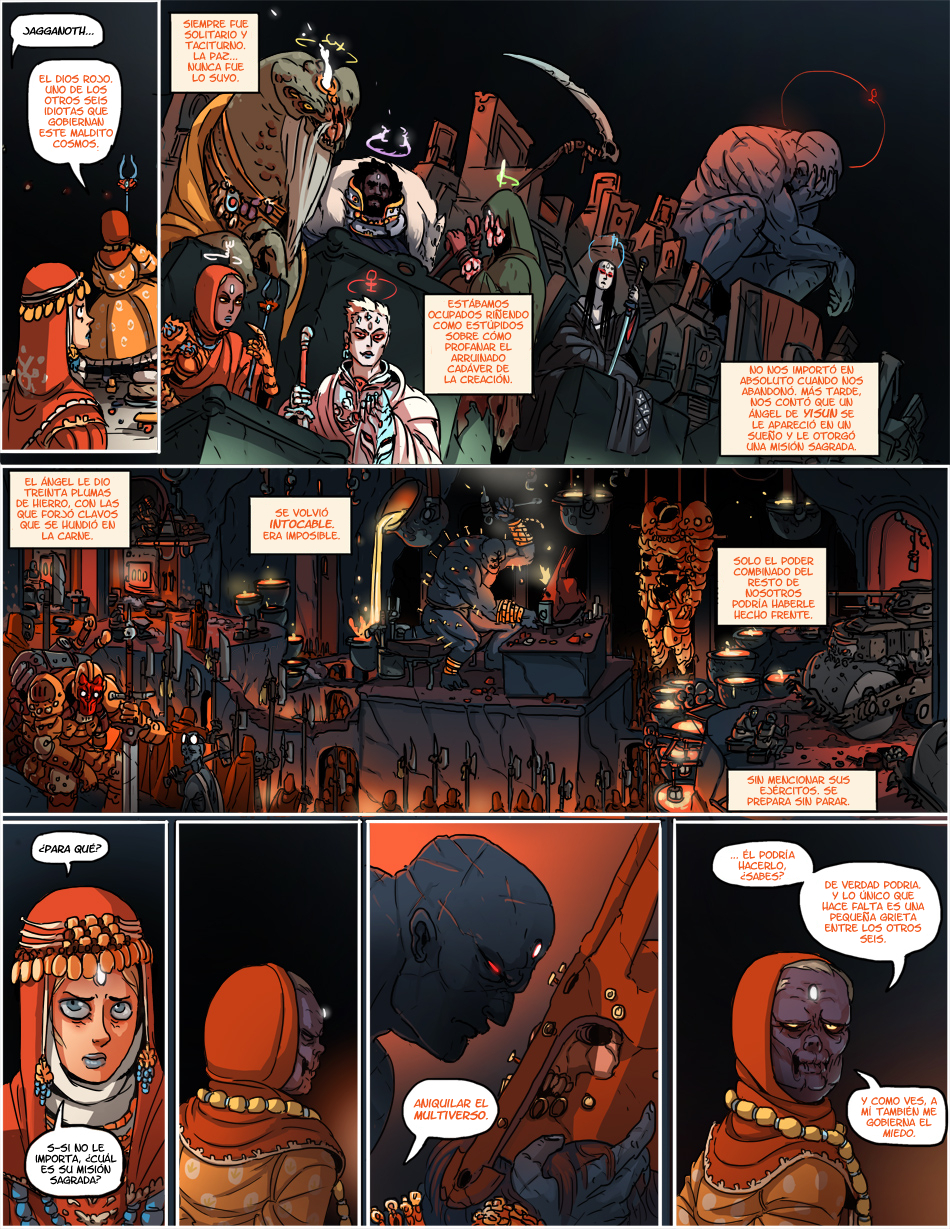 JAGGANOTH...
EL DIOS ROJO.
UNO DE LOS
OTROS SEIS
IDIOTAS QUE
GOBIERNAN
ESTE MALDITO
COSMOS.
SIEMPRE FUE
SOLITARIO Y
TACITURNO.
LA PAZ...
NUNCA FUE
LO SUYO.
ESTÁBAMOS
OCUPADOS RIÑENDO
COMO ESTÚPIDOS
SOBRE CÓMO
PROFANAR EL
ARRUINADO
CADÁVER DE
LA CREACIÓN.
NO NOS IMPORTÓ EN
ABSOLUTO CUANDO NOS
ABANDONÓ. MÁS TARDE,
NOS CONTÓ QUE UN
ÁNGEL DE YISUN SE
LE APARECIÓ EN UN
SUEÑO Y LE OTORGÓ
UNA MISIÓN SAGRADA.
EL ÁNGEL LE DIO
TREINTA PLUMAS
DE HIERRO, CON LAS
QUE FORJÓ CLAVOS
QUE SE HUNDIÓ EN
LA CARNE.
SE VOLVIÓ
INTOCABLE.
ERA IMPOSIBLE.
SOLO EL PODER
COMBINADO DEL
RESTO DE
NOSOTROS
PODRÍA HABERLE
HECHO FRENTE.
SIN MENCIONAR SUS
EJÉRCITOS. SE
PREPARA SIN PARAR.
¿PARA QUÉ?
S-SI NO LE
IMPORTA, ¿CUÁL
ES SU MISIÓN
SAGRADA?
ANIQUILAR EL
MULTIVERSO.
... ÉL PODRÍA
HACERLO,
¿SABES?
DE VERDAD PODRIA.
Y LO ÚNICO QUE
HACE FALTA ES UNA
PEQUEÑA GRIETA
ENTRE LOS OTROS
SEIS.
Y COMO VES, A
MÍ TAMBIÉN ME
GOBIERNA EL
MIEDO.